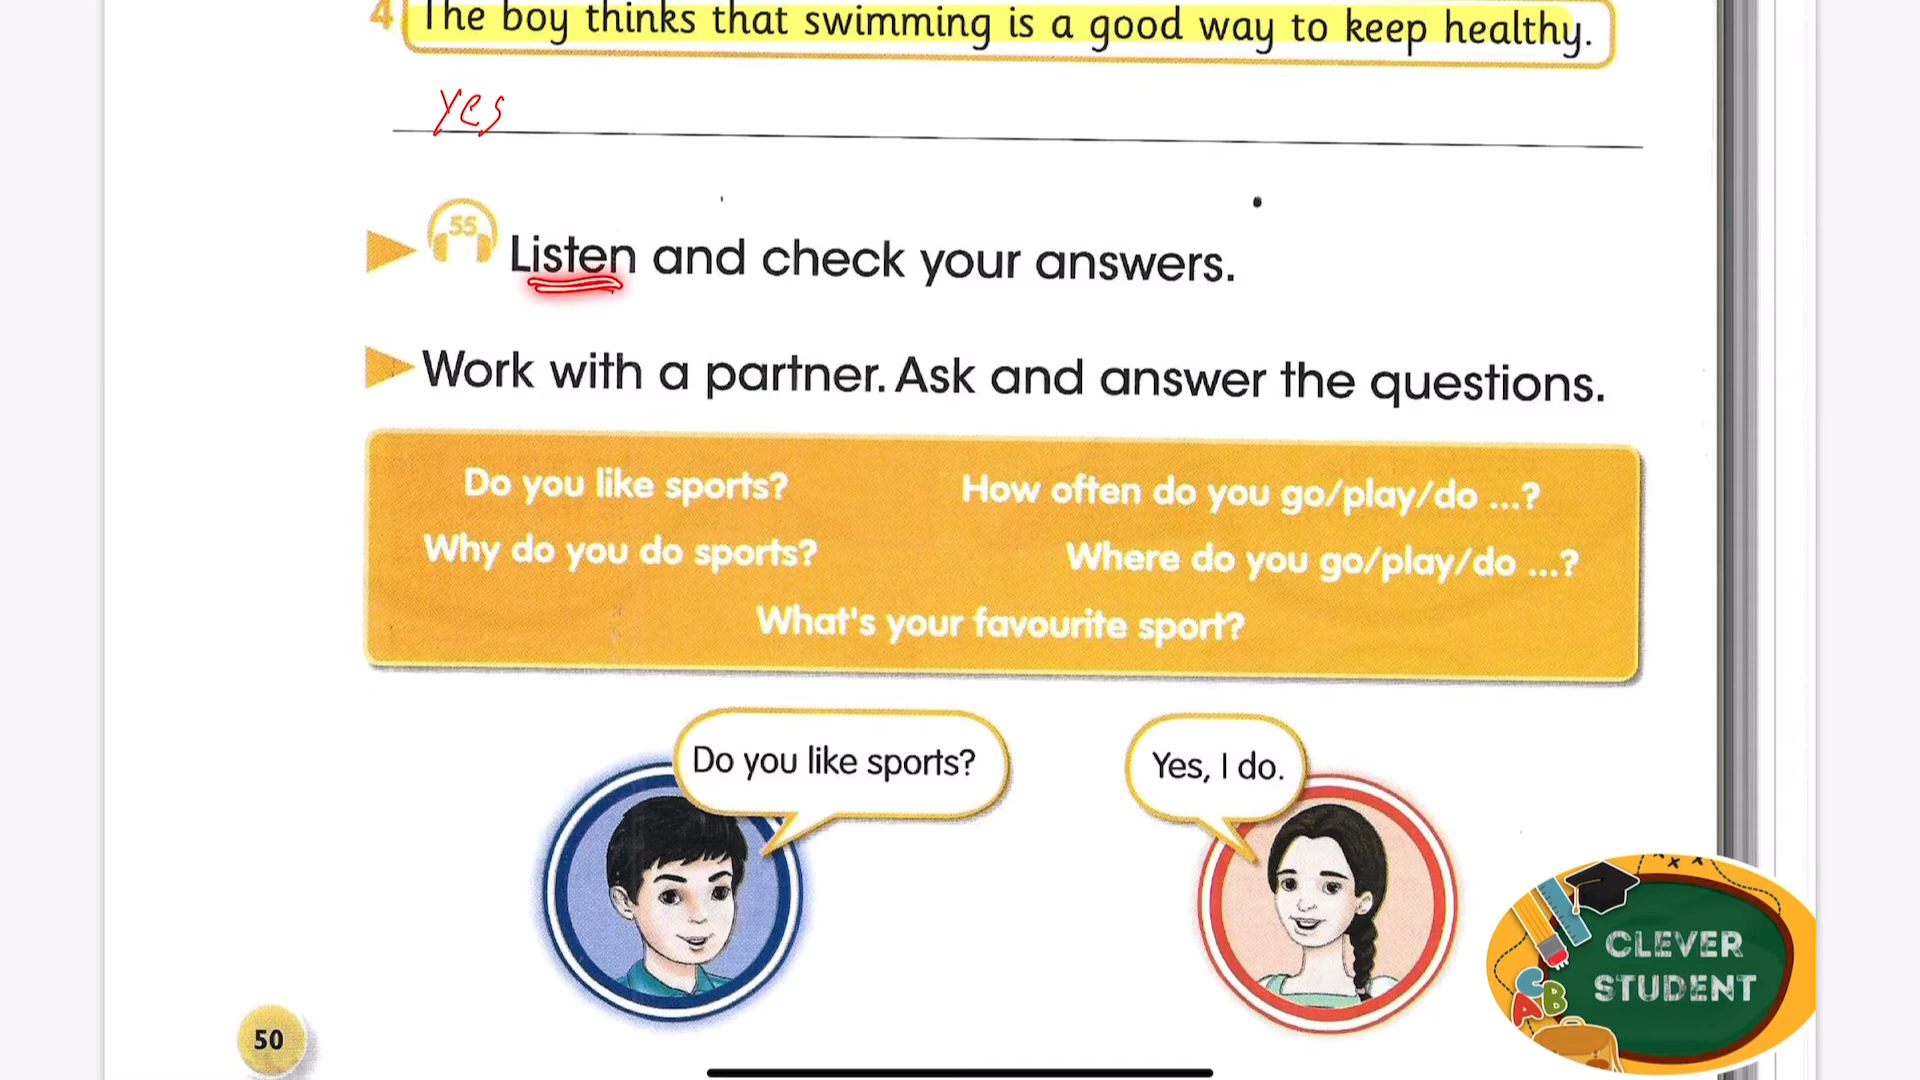 4 The boy thinks that swimming is a good way to keep healthy.
yes
55 Listen and check your answers.
Work with a partner. Ask and answer the questions.
Do you like sports? How often do you go/play/do ...?
Why do you do sports? Where do you go/play/do ...?
What's your favourite sport?
Do you like sports? Yes, I do.
CLEVER
STUDENT
A C B
50